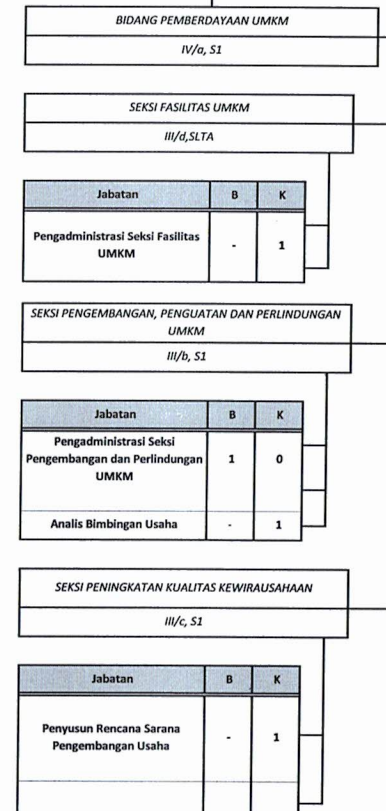 BIDANG PEMBERDAYAAN UMKM
IV/a, S1
SEKSI FASILITAS UMKM
III/d,SLTA
Jabatan B K
Pengadministrasi Seksi Fasilitas
UMKM - 1
SEKSI PENGEMBANGAN, PENGUATAN DAN PERLINDUNGAN
UMKM
III/b, S1
Jabatan B K
Pengadministrasi Seksi
Pengembangan dan Perlindungan 1 0
UMKM
Analis Bimbingan Usaha - 1
SEKSI PENINGKATAN KUALITAS KEWIRAUSAHAAN
III/c, S1
Jabatan B K
Penyusun Rencana Sarana
Pengembangan Usaha - 1